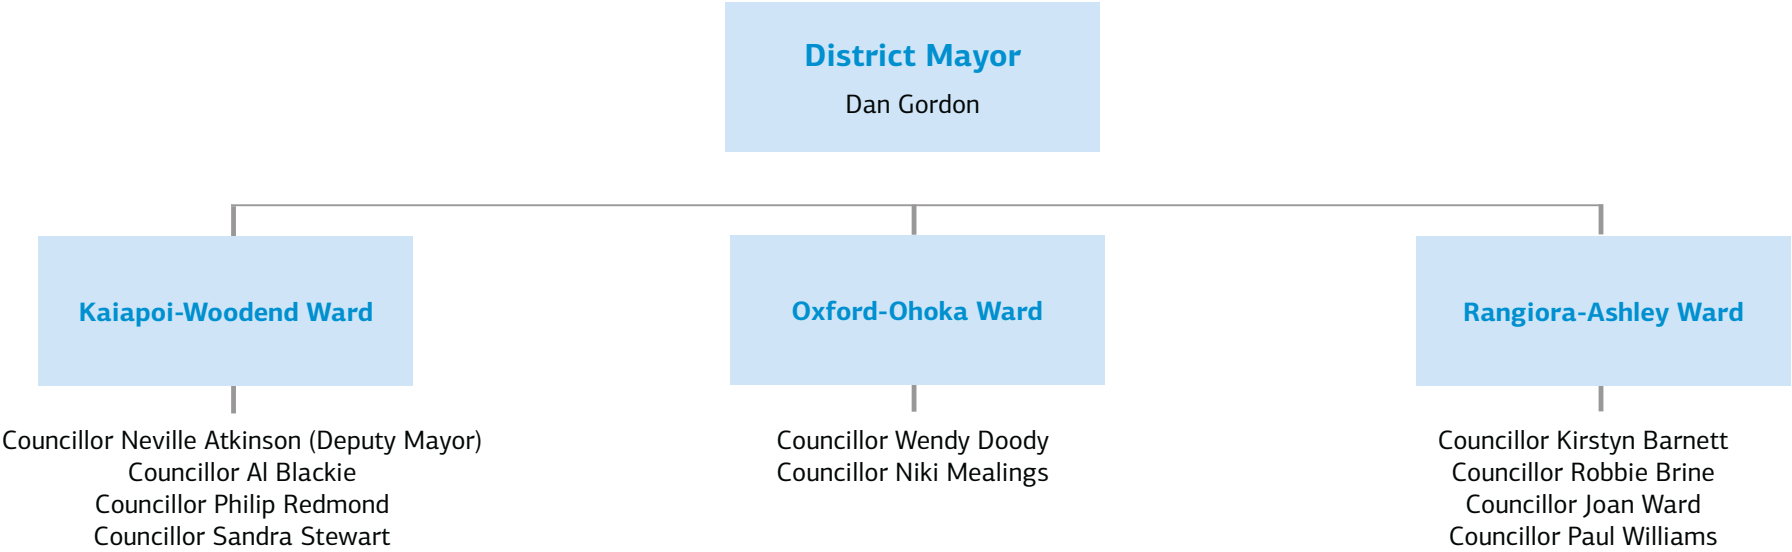 District Mayor
Dan Gordon
Kaiapoi-Woodend Ward
Councillor Neville Atkinson (Deputy Mayor)
Councillor Al Blackie
Councillor Philip Redmond
Councillor Sandra Stewart
Oxford-Ohoka Ward
Councillor Wendy Doody
Councillor Niki Mealings
Rangiora-Ashley Ward
Councillor Kirstyn Barnett
Councillor Robbie Brine
Councillor Joan Ward
Councillor Paul Williams